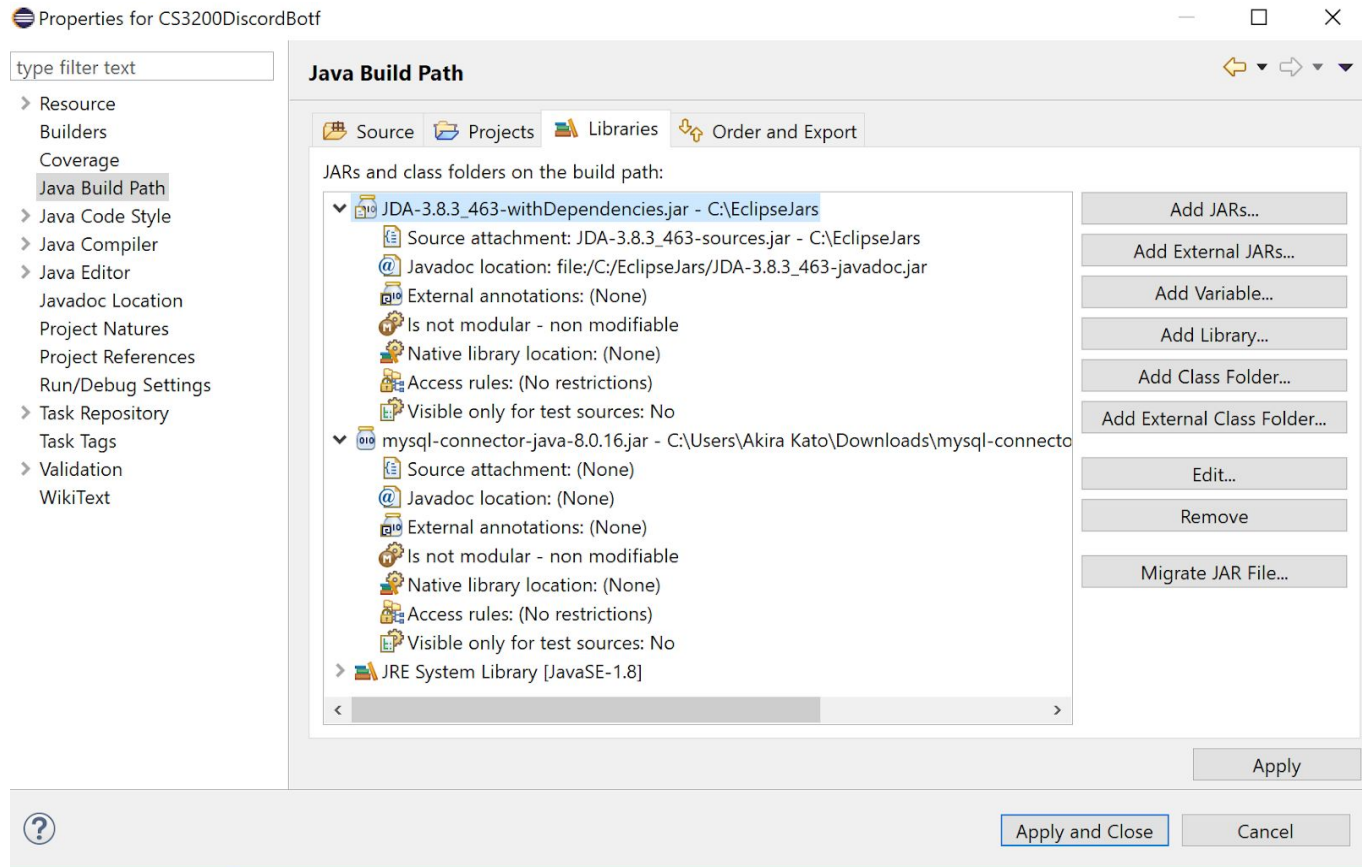 Properties for CS3200DiscordBotf
type filter text
Resource
Builders
Coverage
Java Build Path
Java Code Style
Java Compiler
Java Editor
Javadoc Location
Project Natures
Project References
Run/Debug Settings
Task Repository
Task Tags
Validation
WikiText
Java Build Path
Source Projects Libraries Order and Export
JARs and class folders on the build path:
JDA-3.8.3_463-withDependencies.jar - C:\EclipseJars
Source attachment: JDA-3.8.3_463-sources.jar - C:\EclipseJars
Javadoc location: file:/C:/EclipseJars/JDA-3.8.3_463-javadoc.jar
External annotations: (None)
Is not modular - non modifiable
Native library location: (None)
Access rules: (No restrictions)
Visible only for test sources: No
mysql-connector-java-8.0.16.jar - C:\Users\Akira Kato\Downloads\mysql-connecto
Source attachment: (None)
Javadoc location: (None)
External annotations: (None)
Is not modular - non modifiable
Native library location: (None)
Access rules: (No restrictions)
Visible only for test sources: No
JRE System Library [JavaSE-1.8]
Add JARs...
Add External JARs...
Add Variable...
Add Library...
Add Class Folder...
Add External Class Folder...
Edit...
Remove
Migrate JAR File...
Apply
Apply and Close
Cancel